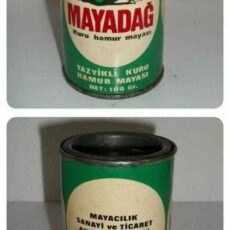 MAYADAĞ
Kuru hamur mayası
TAZYİKLİ KURU
HAMUR MAYASI
NET: 100 Gr.
MAYACILIK
SANAYİ ve TİCARET